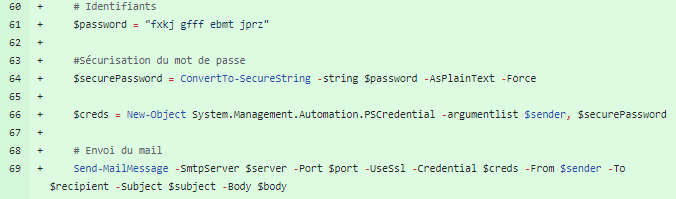 60 + # Identifiants
61 + $password = "fxkj gfff ebmt jprz"
62 +
63 + #Sécurisation du mot de passe
64 + $securePassword = ConvertTo-SecureString -string $password -AsPlainText -Force
65 +
66 + $creds = New-Object System.Management.Automation.PSCredential -argumentlist $sender, $securePassword
67 +
68 + # Envoi du mail
69 + Send-MailMessage -SmtpServer $server -Port $port -UseSsl -Credential $creds -From $sender -To
$recipient -Subject $subject -Body $body